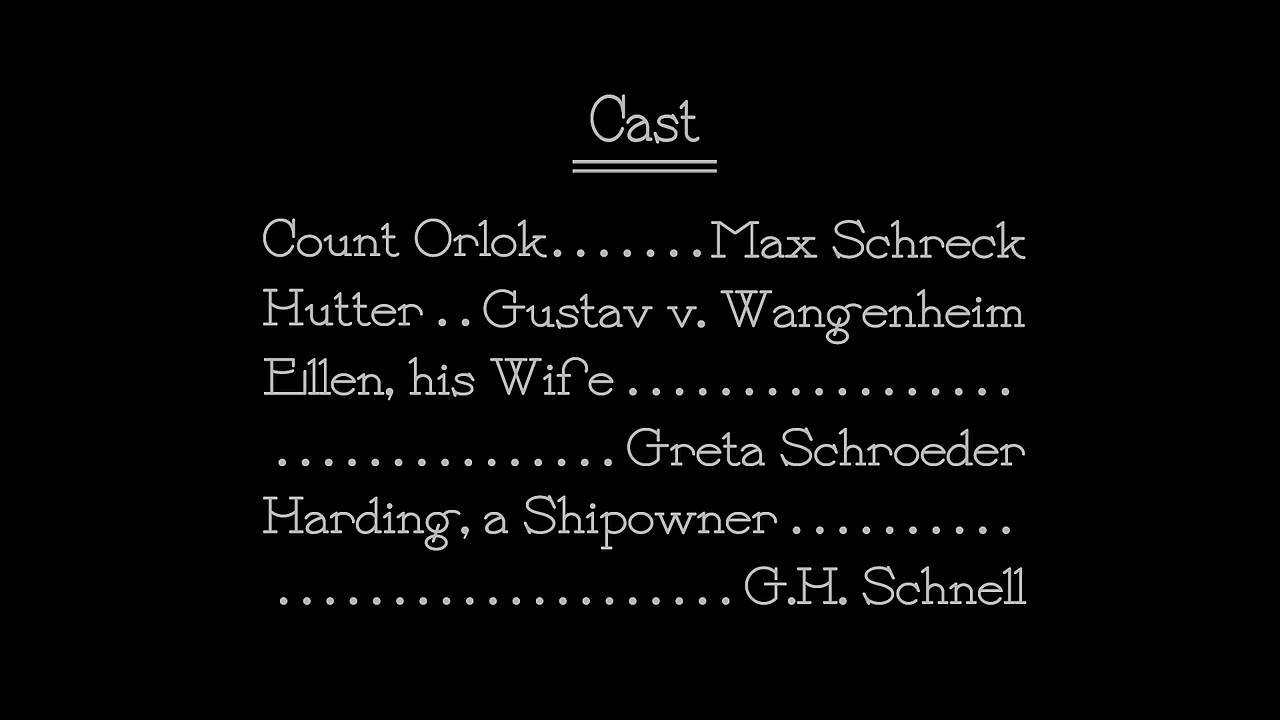 Cast
Count Orlok.......Max Schreck
Hutter ..Gustav v. Wangenheim
Ellen, his Wife .................
...............Greta Schroeder
Harding, a Shipowner ..........
....................G.H. Schnell